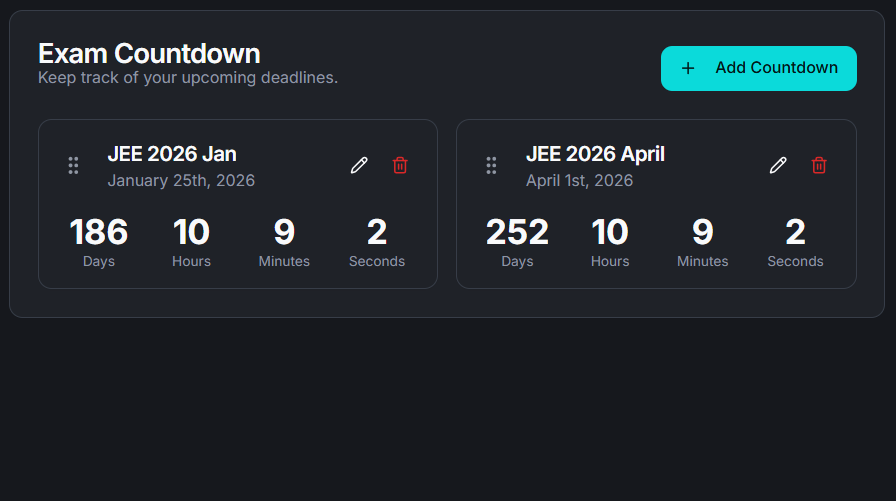 Exam Countdown
Keep track of your upcoming deadlines.
+ Add Countdown
JEE 2026 Jan
January 25th, 2026
186 10 9 2
Days Hours Minutes Seconds
JEE 2026 April
April 1st, 2026
252 10 9 2
Days Hours Minutes Seconds